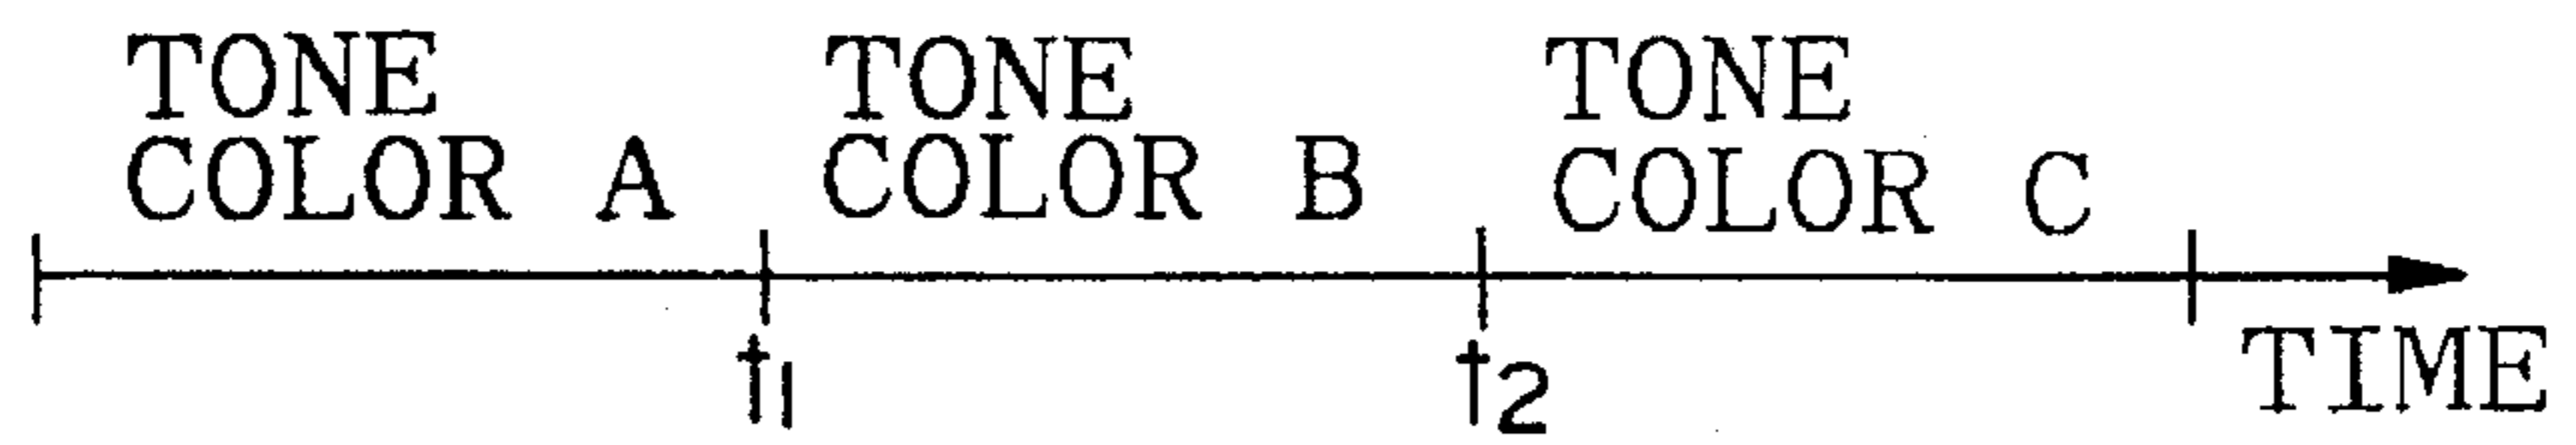 TONE
COLOR A
TONE
COLOR B
TONE
COLOR C
t1
t2
TIME